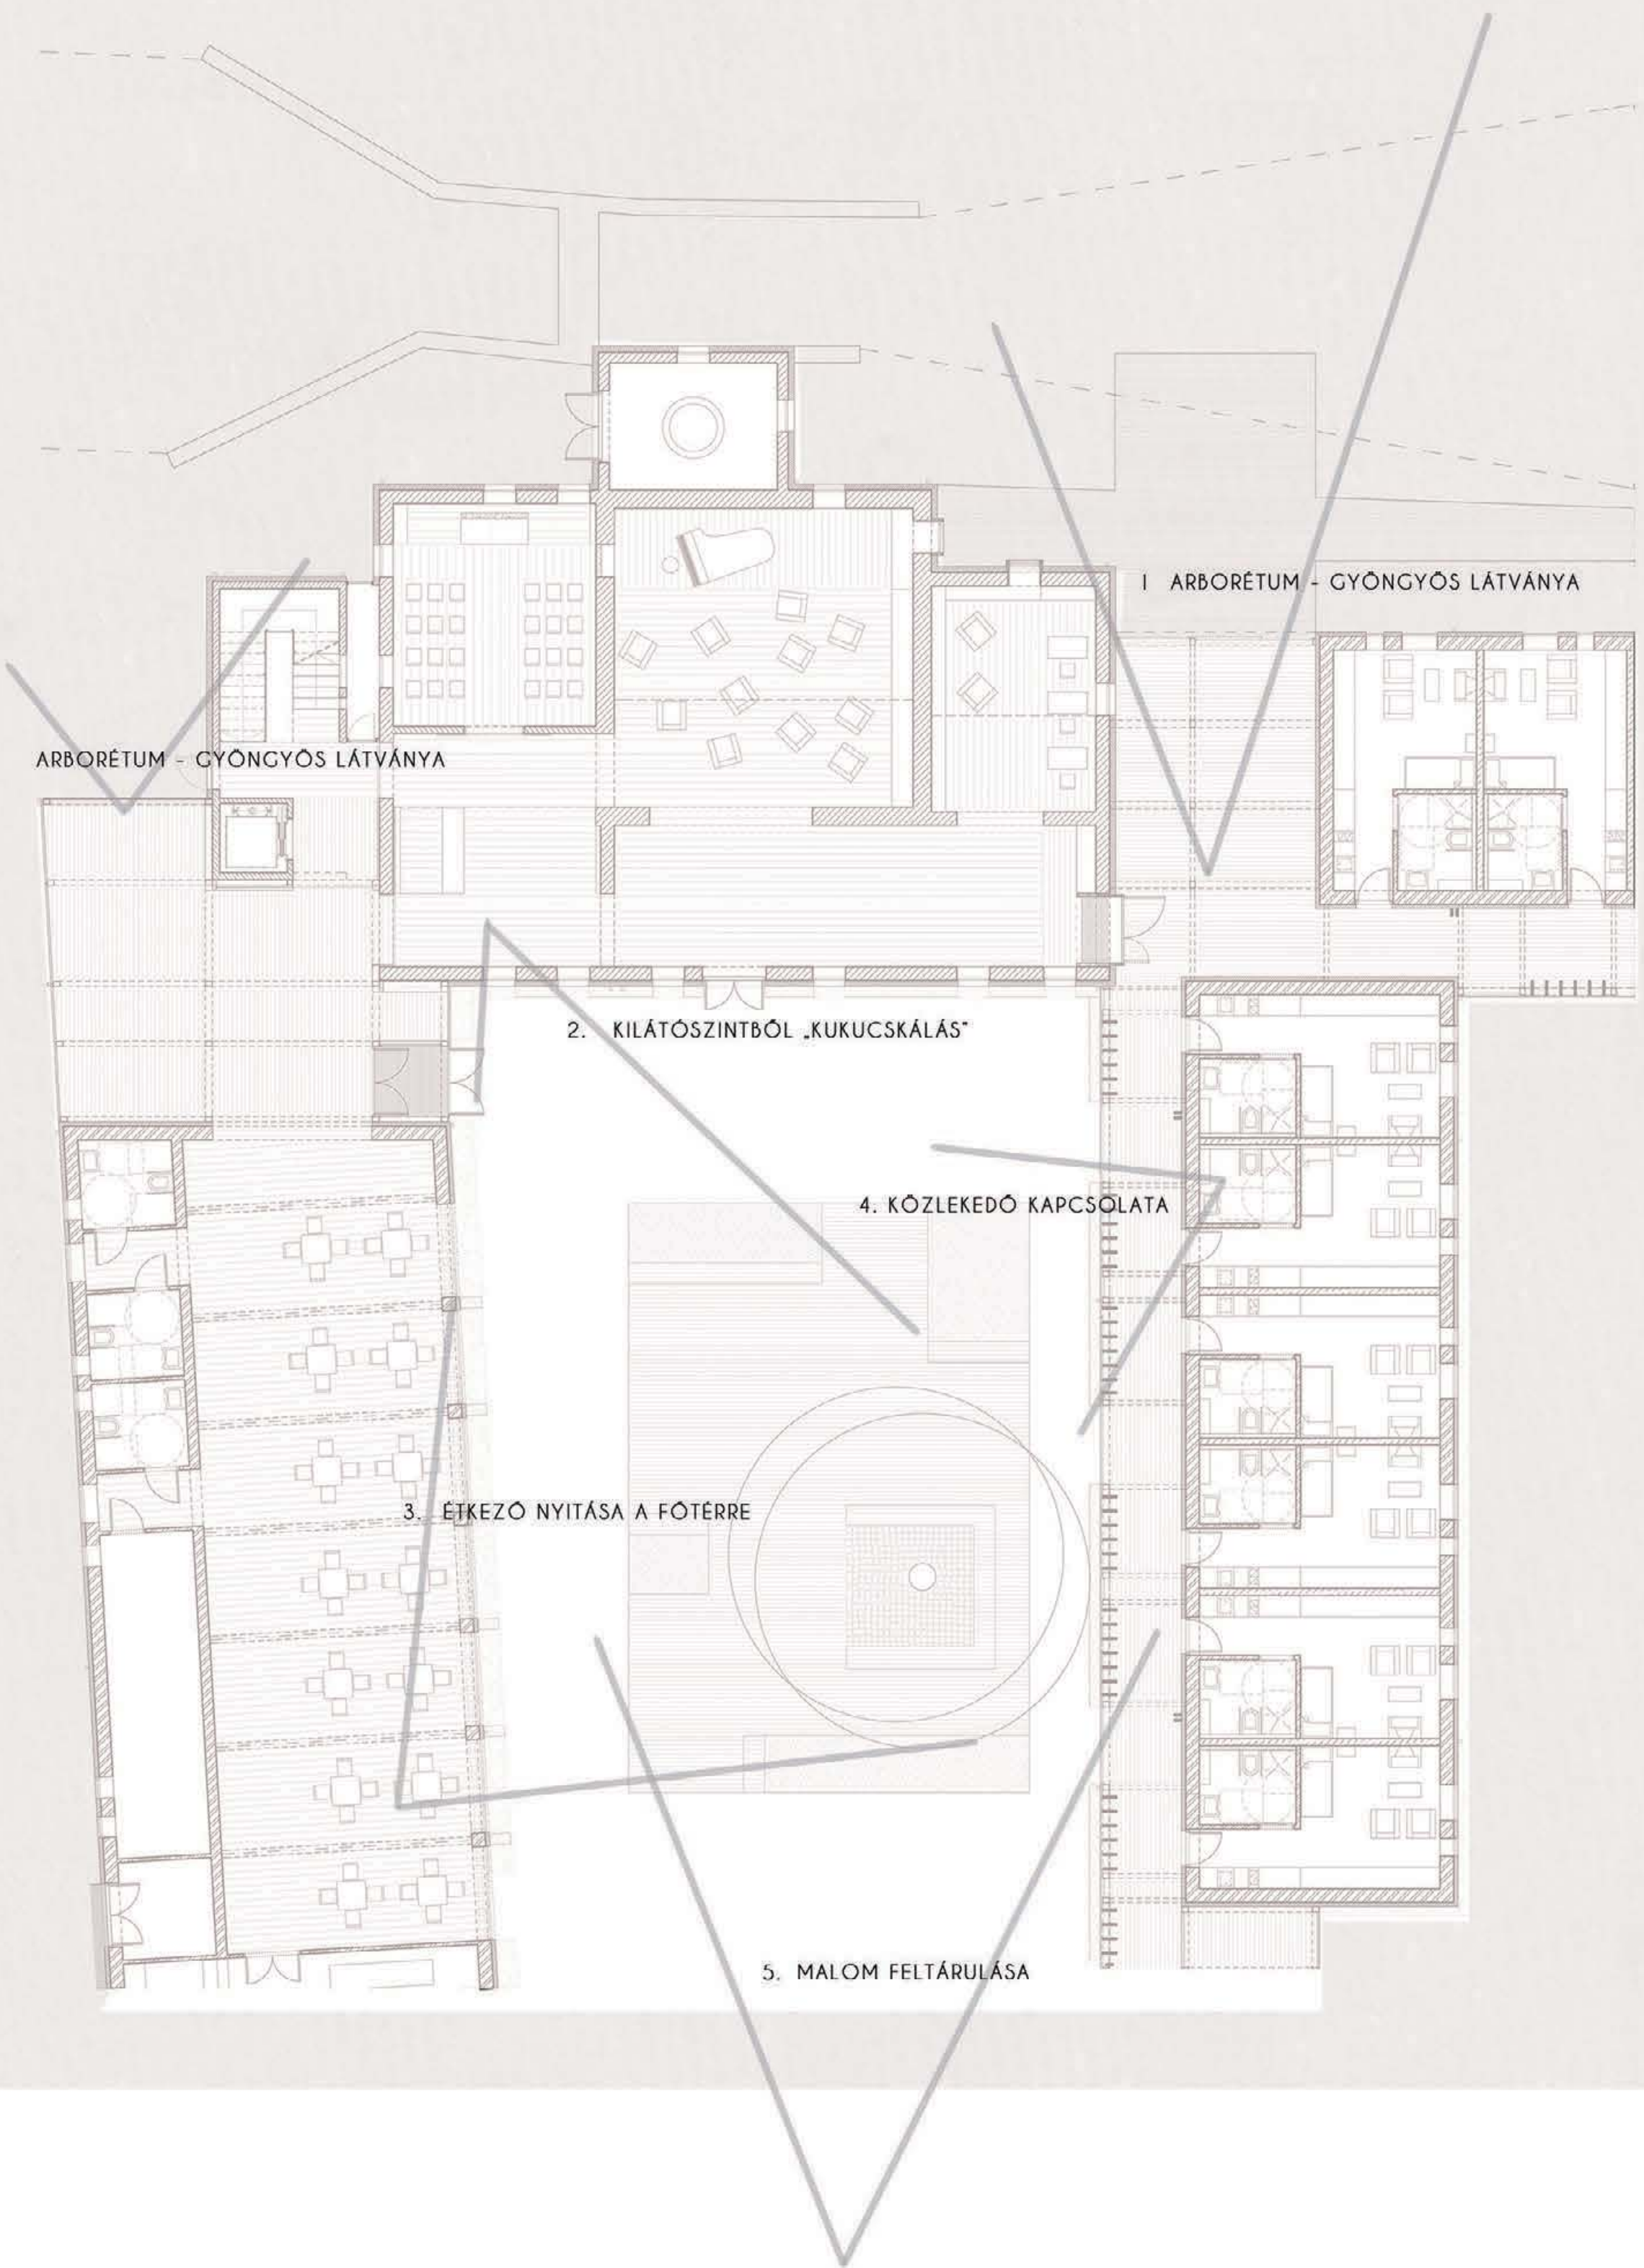 I ARBORÉTUM - GYÖNGYÖS LÁTVÁNYA
ARBORÉTUM - GYÖNGYÖS LÁTVÁNYA
2. KILÁTÓSZINTBŐL „KUKUCSKÁLÁS"
4. KÖZLEKEDŐ KAPCSOLATA
3. ÉTKEZŐ NYITÁSA A FŐTÉRRE
5. MALOM FELTÁRULÁSA